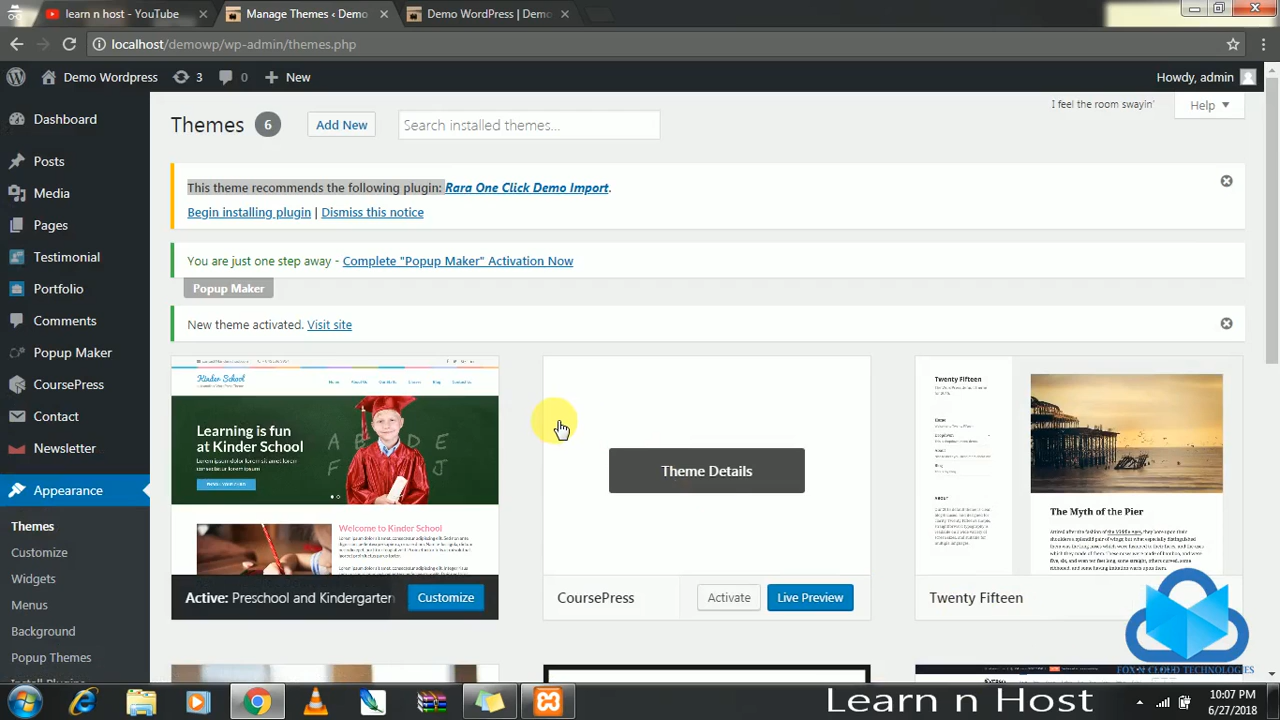 learn n host - YouTube
Manage Themes ‹ Demo
Demo WordPress | Demo
localhost/demowp/wp-admin/themes.php
Demo Wordpress 3 0 New
Howdy, admin
I feel the room swayin'
Help
Themes 6
Add New
Search installed themes...
This theme recommends the following plugin: Rara One Click Demo Import.
Begin installing plugin | Dismiss this notice
You are just one step away - Complete "Popup Maker" Activation Now
Popup Maker
New theme activated. Visit site
Dashboard
Posts
Media
Pages
Testimonial
Portfolio
Comments
Popup Maker
CoursePress
Contact
Newsletter
Appearance
Themes
Customize
Widgets
Menus
Background
Popup Themes
Install Plugins
Kinder School
Learning is fun
at Kinder School
Welcome to Kinder School
Active: Preschool and Kindergarten
Customize
Theme Details
CoursePress
Activate
Live Preview
Twenty Fifteen
The Myth of the Pier
Twenty Fifteen
FOX N CLOUD TECHNOLOGIES
Learn n Host
10:07 PM
6/27/2018